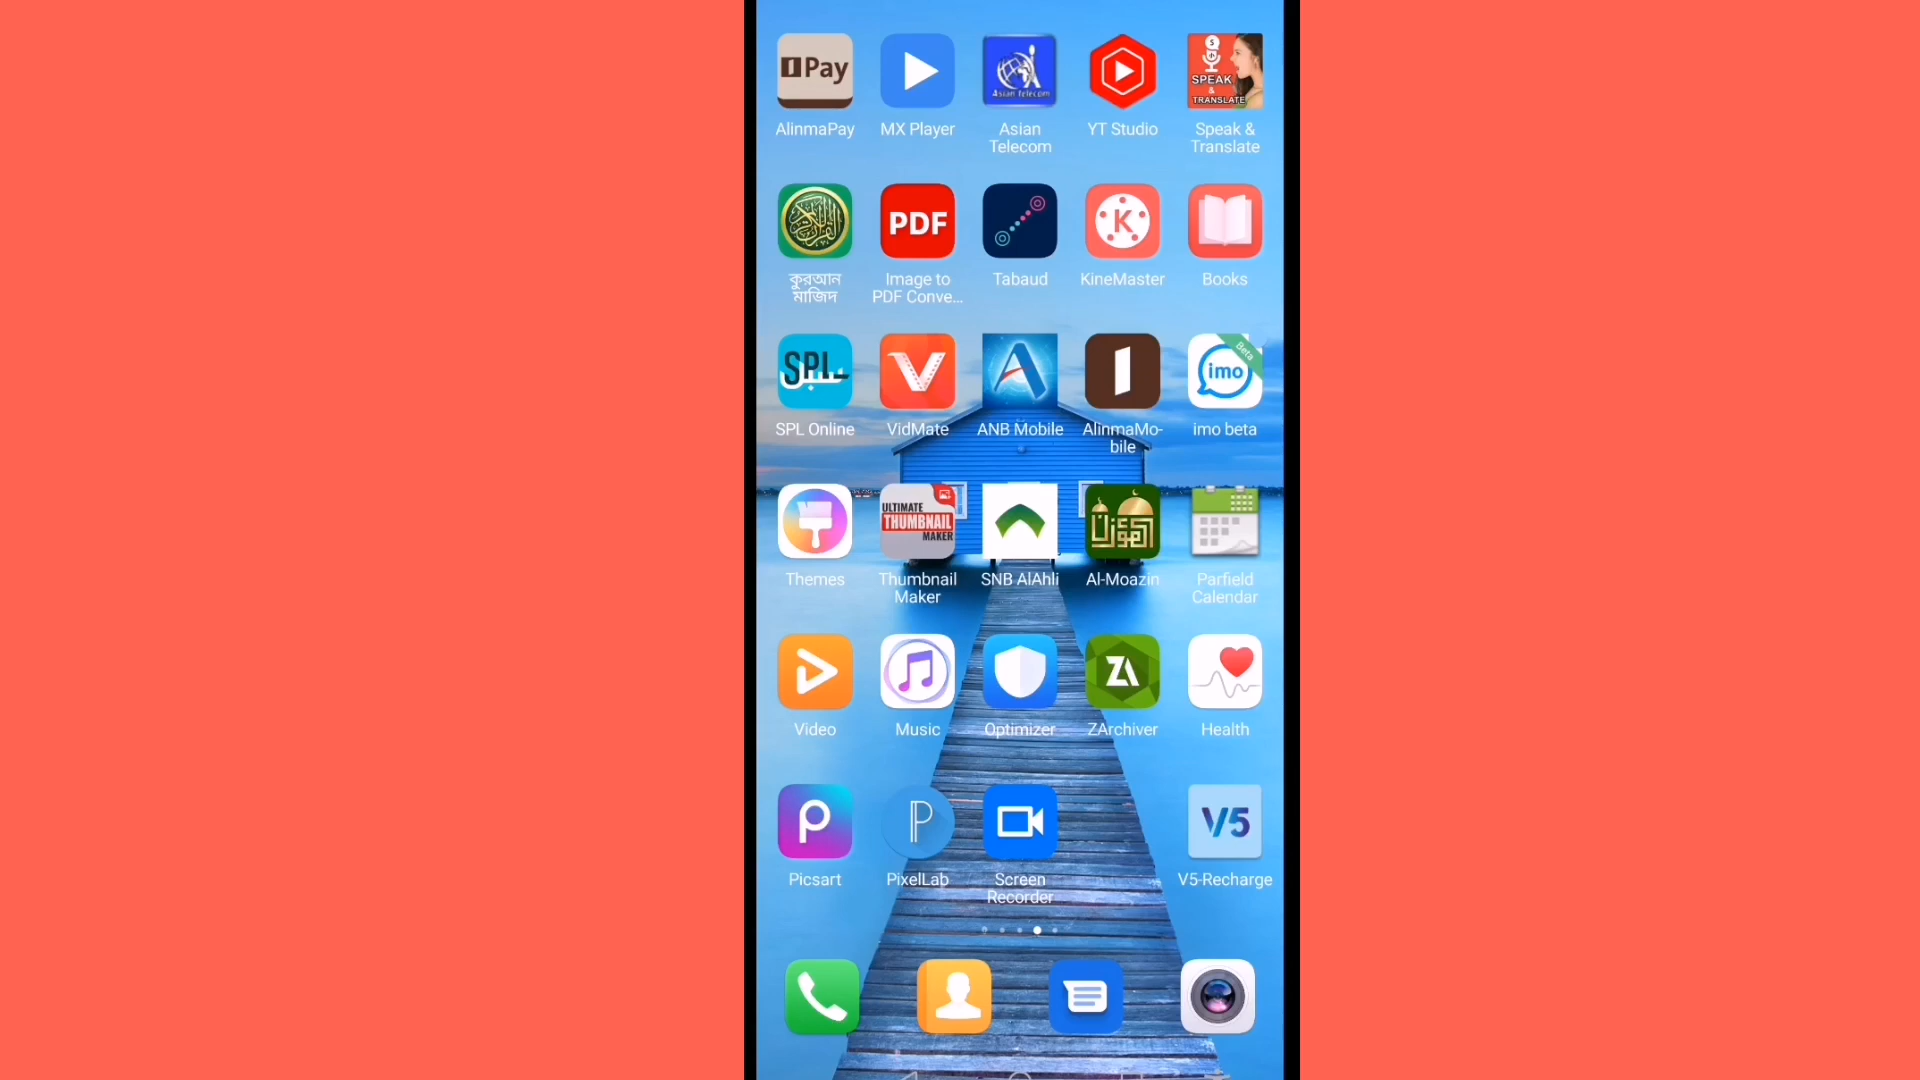 Pay
Asian Telecom
S
SPEAK
&
TRANSLATE
AlinmaPay
MX Player
Asian
Telecom
YT Studio
Speak &
Translate
PDF
K
কুরআন
মাজিদ
Image to
PDF Conve...
Tabaud
KineMaster
Books
SPL
سبل
V
A
imo
Beta
SPL Online
VidMate
ANB Mobile
AlinmaMo-
bile
imo beta
ULTIMATE
THUMBNAIL
MAKER
Themes
Thumbnail
Maker
SNB AlAhli
Al-Moazin
Parfield
Calendar
ZA
Video
Music
Optimizer
ZArchiver
Health
P
P
V5
Picsart
PixelLab
Screen
Recorder
V5-Recharge